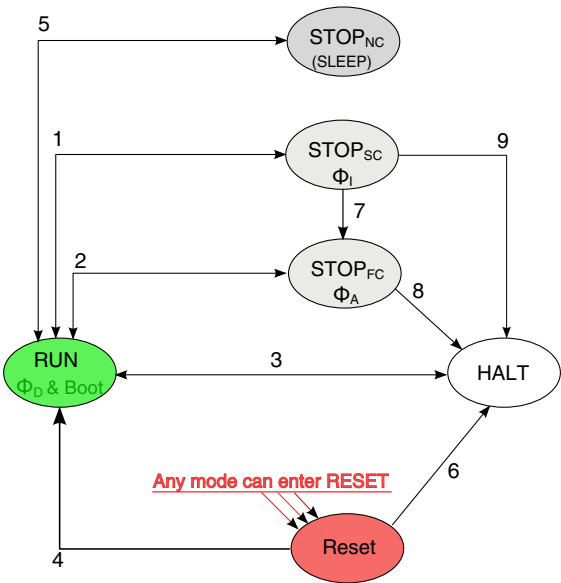 5
STOPNC
(SLEEP)
1
STOPSC
ΦI
9
7
2
STOPFC
ΦA
8
RUN
ΦD & Boot
3
HALT
Any mode can enter RESET
6
Reset
4